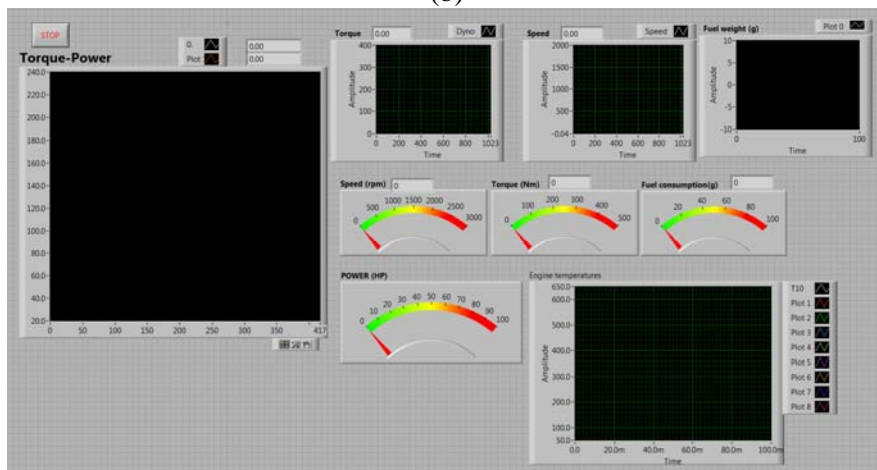 (b)
STOP
Torque-Power
0.
Plot
0.00
0.00
240.0
220.0
200.0
180.0
160.0
140.0
120.0
100.0
80.0
60.0
40.0
20.0
0 50 100 150 200 250 300 350 417
Torque 0.00 Dyno
400
300
200
100
0
Amplitude
0 200 400 600 800 1023
Time
Speed 0.00 Speed
2000
1500
1000
500
-0.04
Amplitude
0 200 400 600 800 1023
Time
Fuel weight (g) Plot 0
10
5
0
-5
-10
Amplitude
0 100
Time
Speed (rpm) 0
0 500 1000 1500 2000 2500 3000
Torque (Nm) 0
0 100 200 300 400 500
Fuel consumption(g) 0
0 20 40 60 80 100
POWER (HP)
0 10 20 30 40 50 60 70 80 90 100
Engine temperatures
650.0
600.0
500.0
400.0
300.0
200.0
100.0
50.0
Amplitude
0.0 20.0m 40.0m 60.0m 80.0m 100.0m
Time
T10
Plot 1
Plot 2
Plot 3
Plot 4
Plot 5
Plot 6
Plot 7
Plot 8